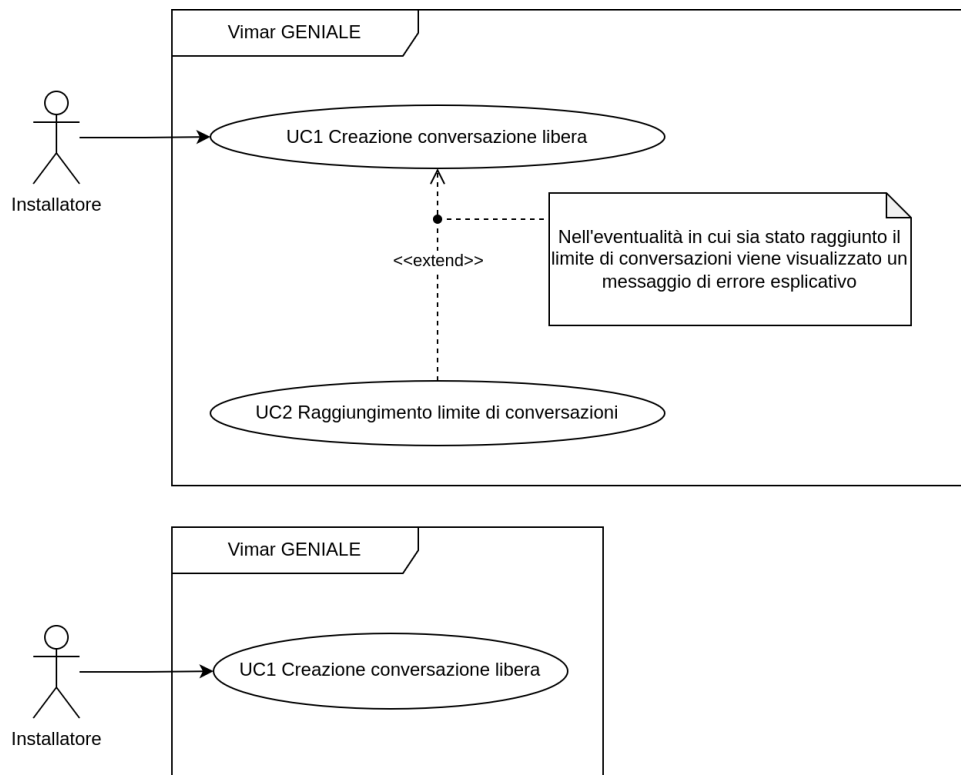 Vimar GENIALE
UC1 Creazione conversazione libera
Installatore
Nell'eventualità in cui sia stato raggiunto il
limite di conversazioni viene visualizzato un
messaggio di errore esplicativo
<<extend>>
UC2 Raggiungimento limite di conversazioni
Vimar GENIALE
UC1 Creazione conversazione libera
Installatore